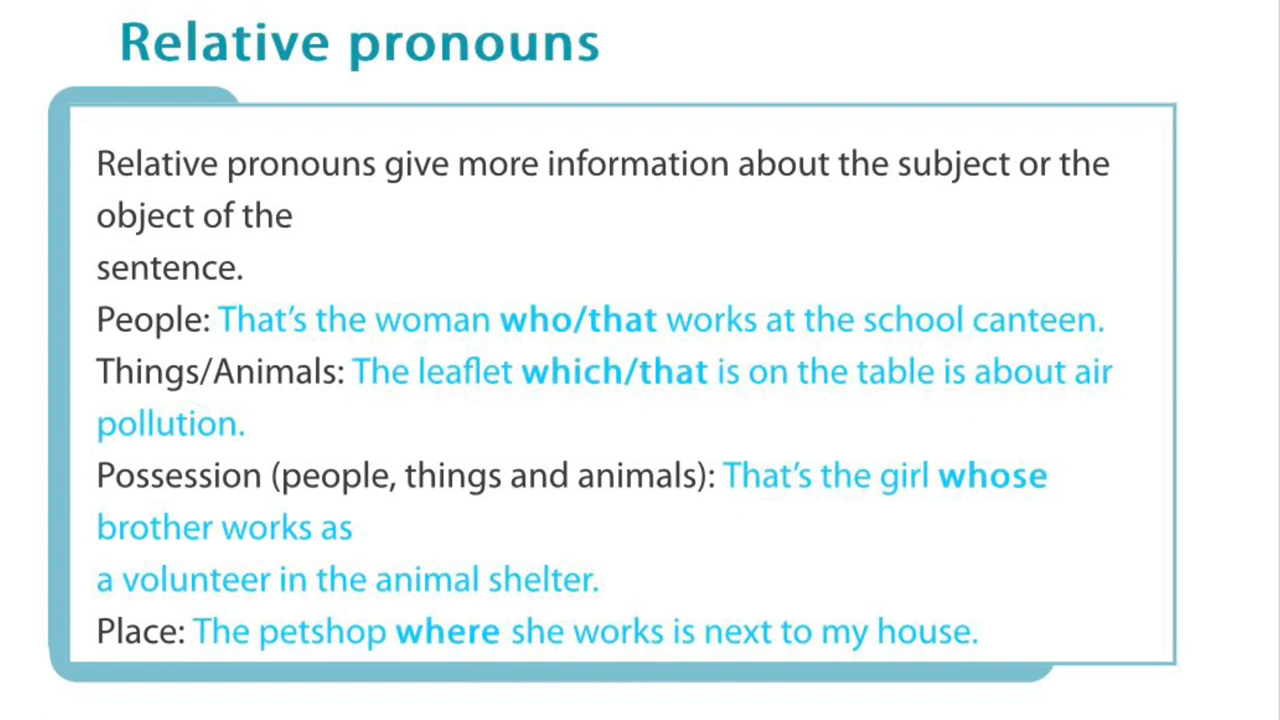 Relative pronouns
Relative pronouns give more information about the subject or the
object of the
sentence.
People: That’s the woman who/that works at the school canteen.
Things/Animals: The leaflet which/that is on the table is about air
pollution.
Possession (people, things and animals): That’s the girl whose
brother works as
a volunteer in the animal shelter.
Place: The petshop where she works is next to my house.